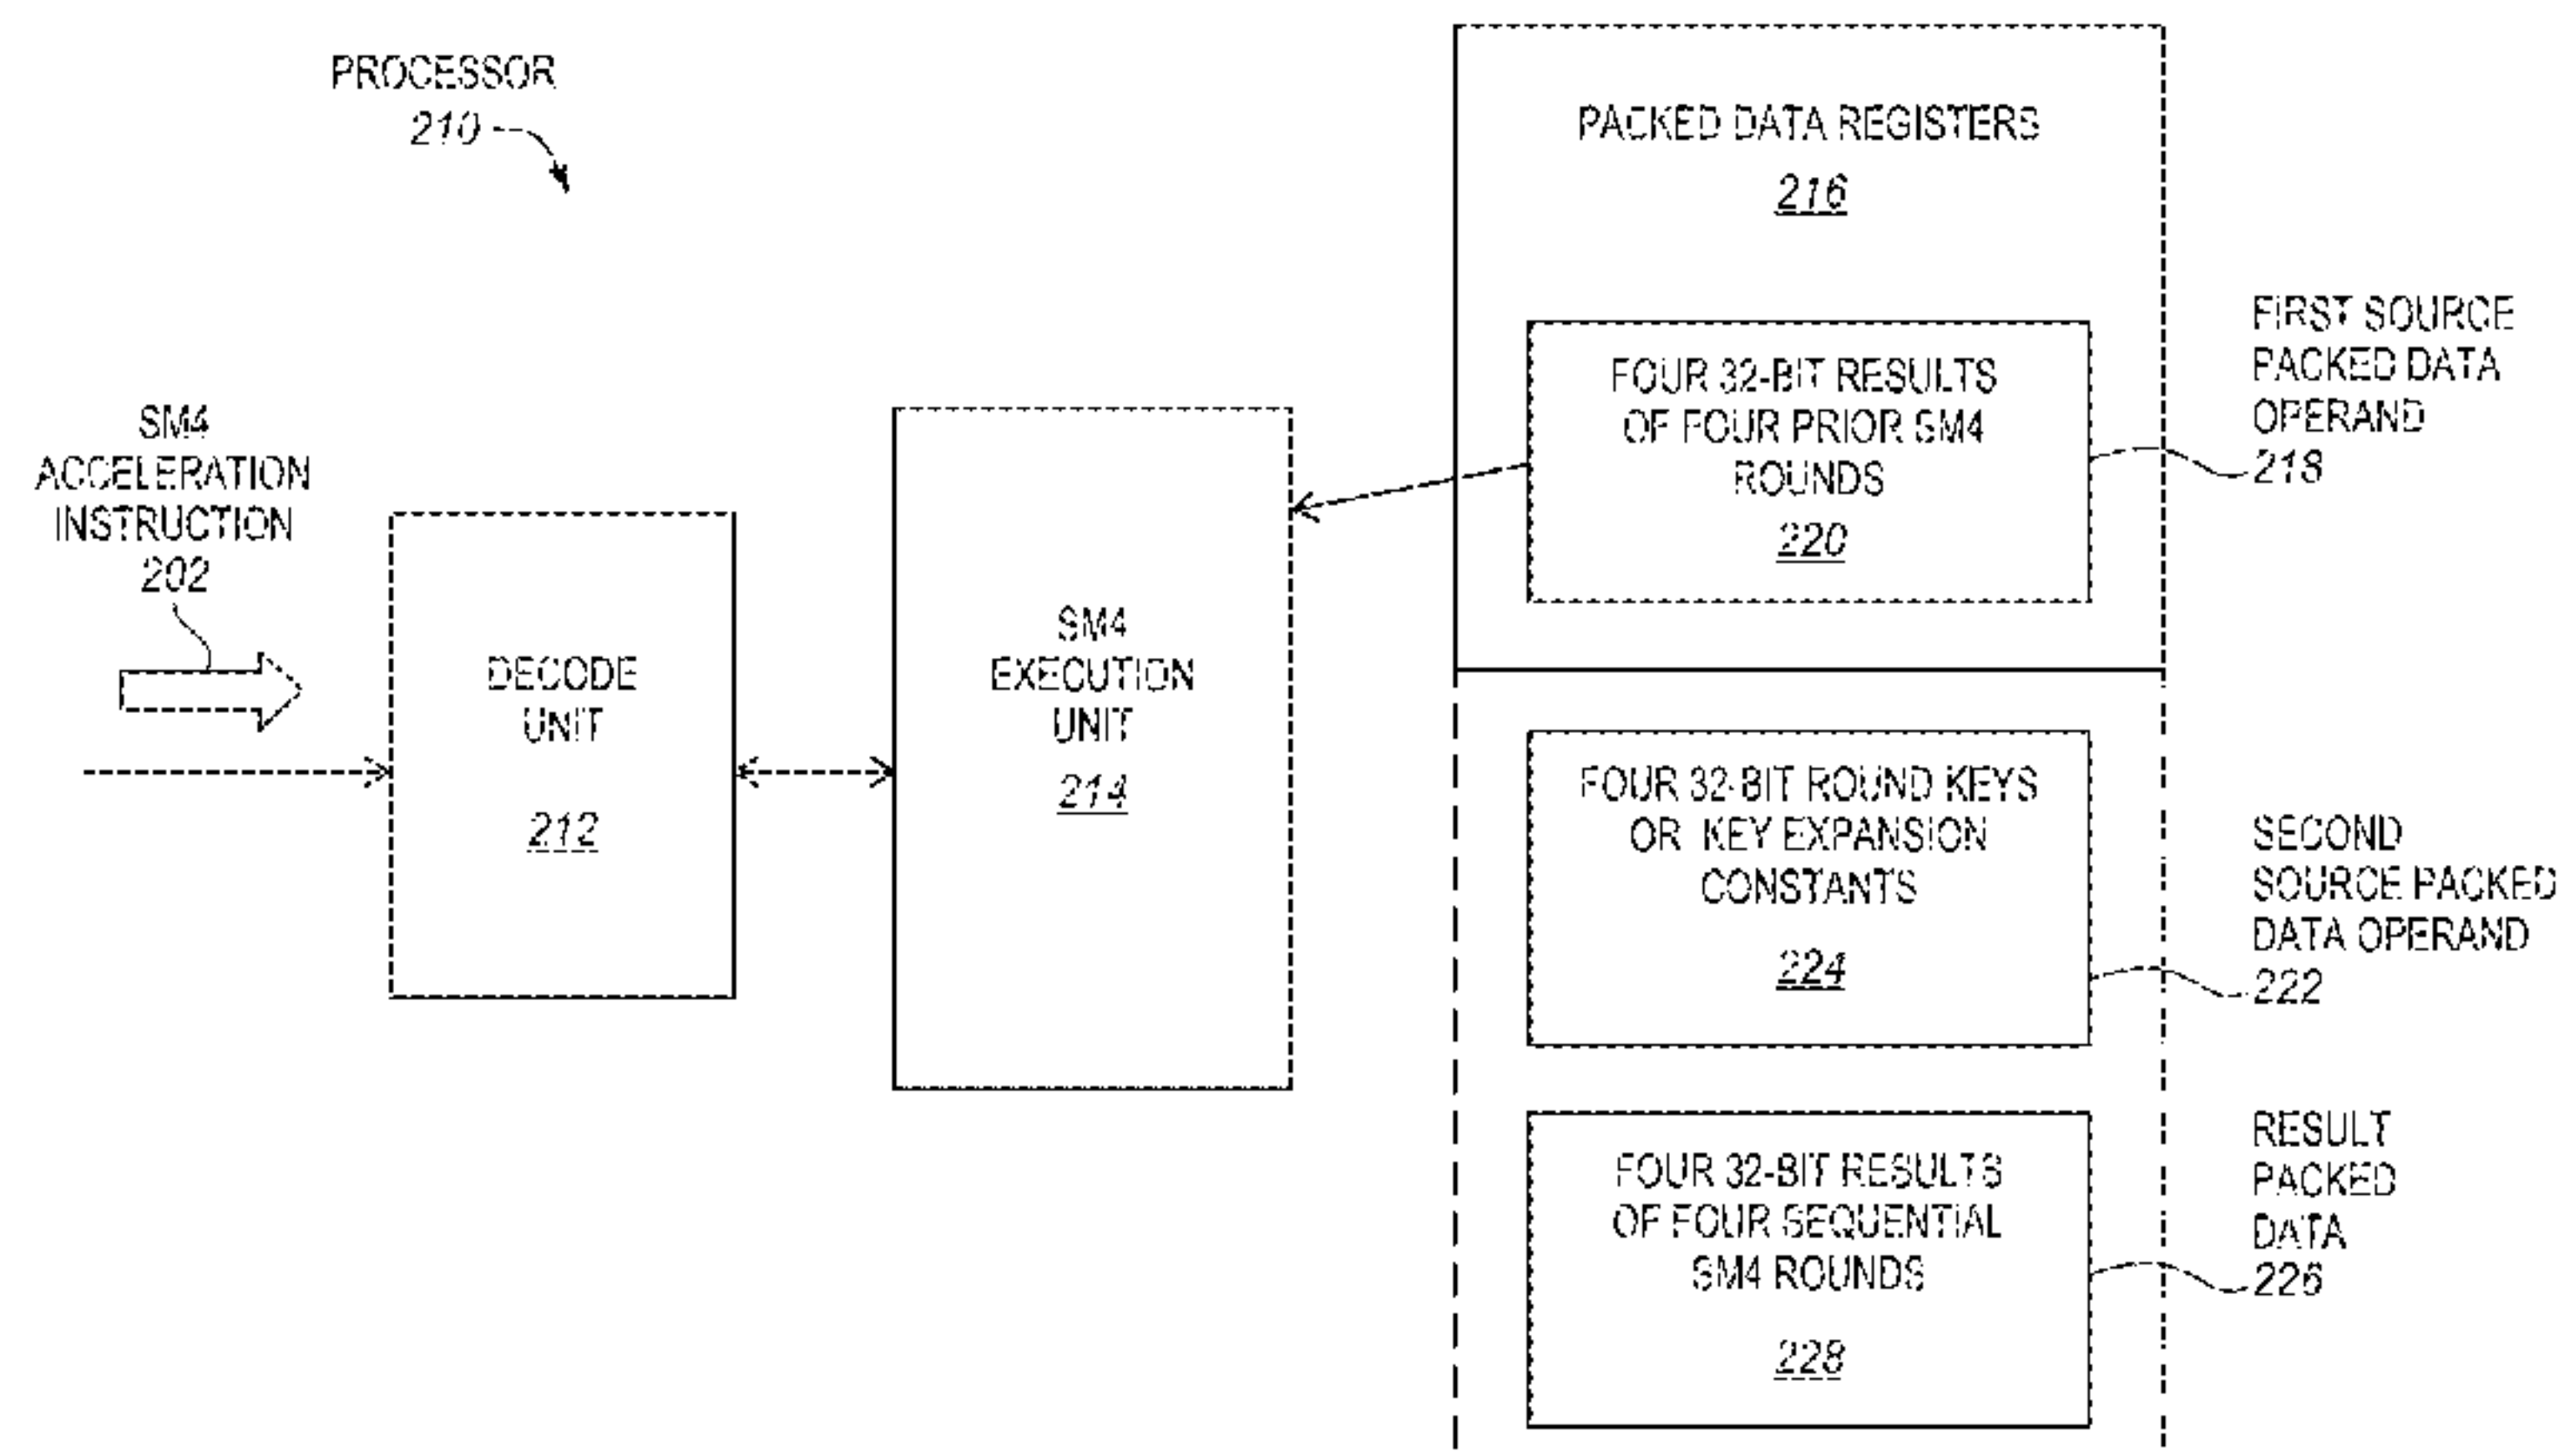 PROCESSOR
210
SM4
ACCELERATION
INSTRUCTION
202
DECODE
UNIT
212
SM4
EXECUTION
UNIT
214
PACKED DATA REGISTERS
216
FOUR 32-BIT RESULTS
OF FOUR PRIOR SM4
ROUNDS
220
FIRST SOURCE
PACKED DATA
OPERAND
218
FOUR 32-BIT ROUND KEYS
OR KEY EXPANSION
CONSTANTS
224
SECOND
SOURCE PACKED
DATA OPERAND
222
FOUR 32-BIT RESULTS
OF FOUR SEQUENTIAL
SM4 ROUNDS
228
RESULT
PACKED
DATA
226